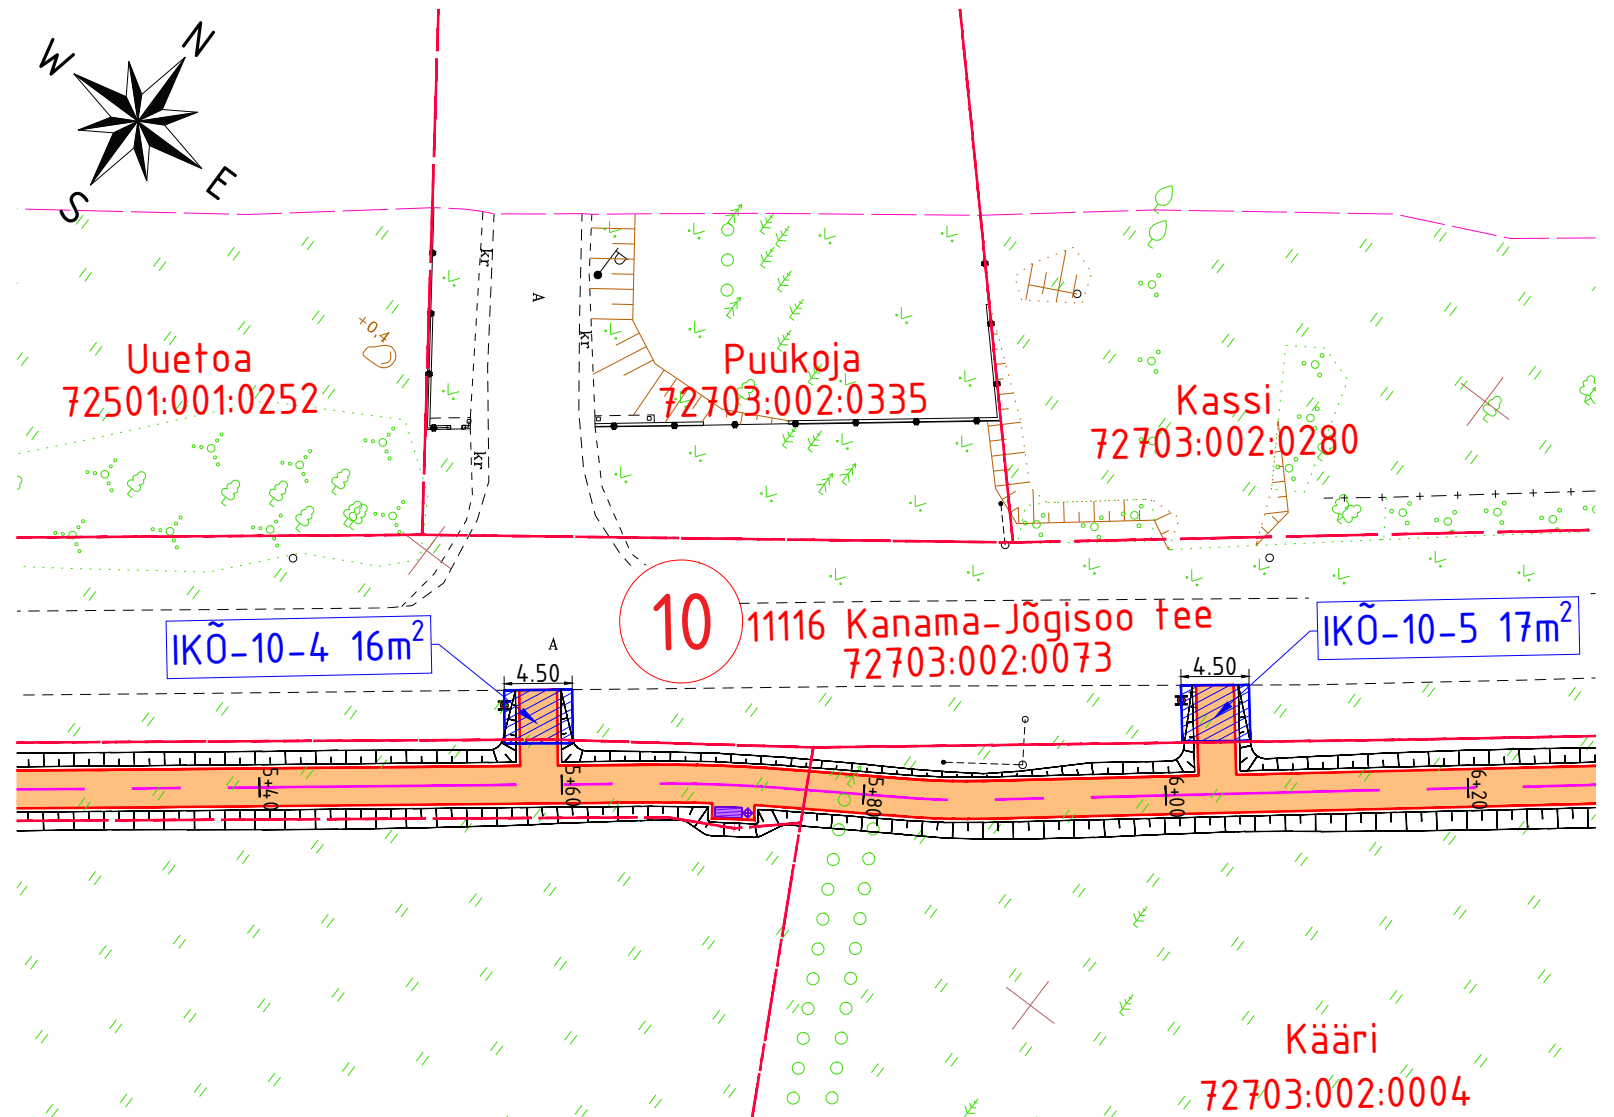 N
W
E
S
kr
A
+0,4
kr
Uuetoa
72501:001:0252
Puukoja
72703:002:0335
Kassi
72703:002:0280
kr
10
11116 Kanama-Jõgisoo tee
72703:002:0073
IKÕ-10-4 16m²
IKÕ-10-5 17m²
A
4.50
4.50
5+40
5+60
5+80
6+00
6+20
Kääri
72703:002:0004